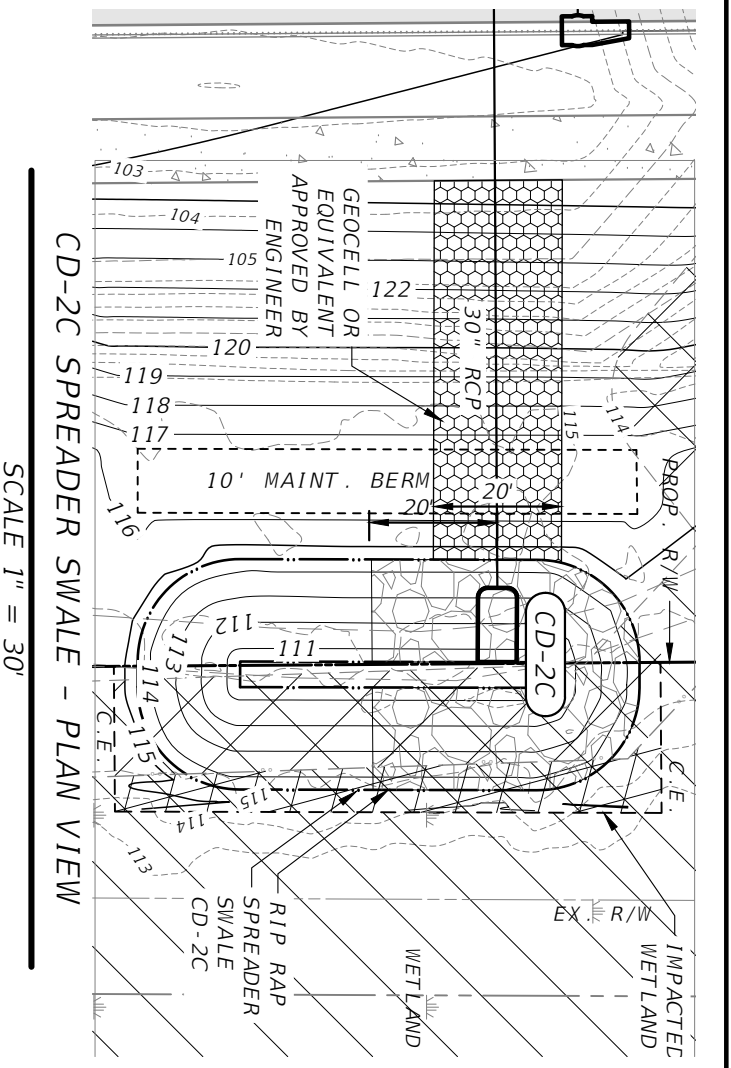 103
104
105
122
120
119
118
117
116
GEOCELL OR
EQUIVALENT
APPROVED BY
ENGINEER
30" RCP
115
114
10' MAINT. BERM
20'
20'
PROP. R/W
CD-2C
112
111
113
114
115
C.E.
C.E
115
114
113
RIP RAP
SPREADER
SWALE
CD-2C
EX. R/W
WETLAND
IMPACTED
WETLAND
CD-2C SPREADER SWALE - PLAN VIEW
SCALE 1" = 30'